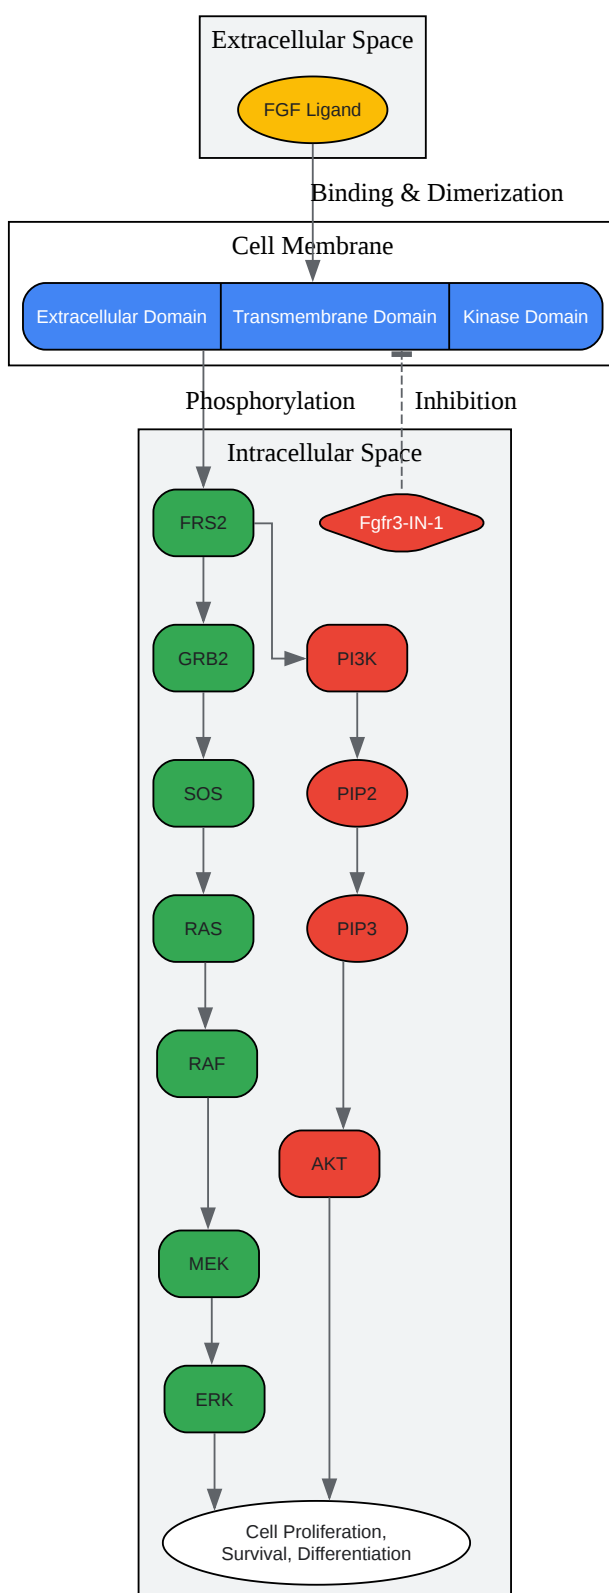 Extracellular Space
FGF Ligand
Binding & Dimerization
Cell Membrane
Extracellular Domain
Transmembrane Domain
Kinase Domain
Phosphorylation
Inhibition
Intracellular Space
FRS2
Fgfr3-IN-1
GRB2
PI3K
SOS
PIP2
RAS
PIP3
RAF
AKT
MEK
ERK
Cell Proliferation,
Survival, Differentiation